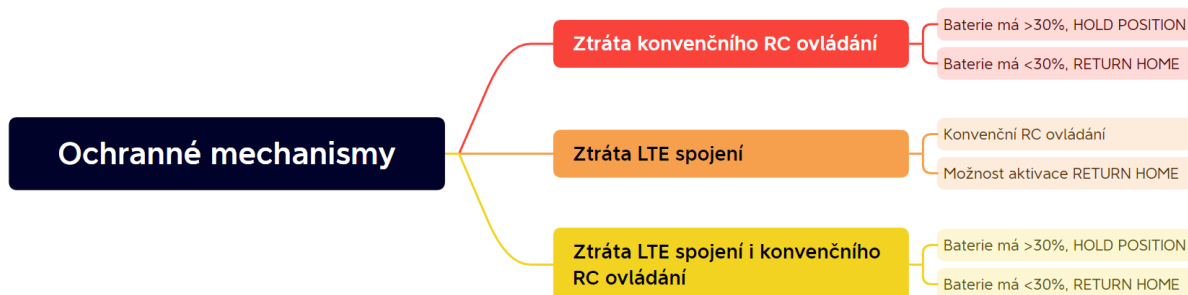 Ochranné mechanismy
Ztráta konvenčního RC ovládání
Baterie má >30%, HOLD POSITION
Baterie má <30%, RETURN HOME
Ztráta LTE spojení
Konvenční RC ovládání
Možnost aktivace RETURN HOME
Ztráta LTE spojení i konvenčního
RC ovládání
Baterie má >30%, HOLD POSITION
Baterie má <30%, RETURN HOME